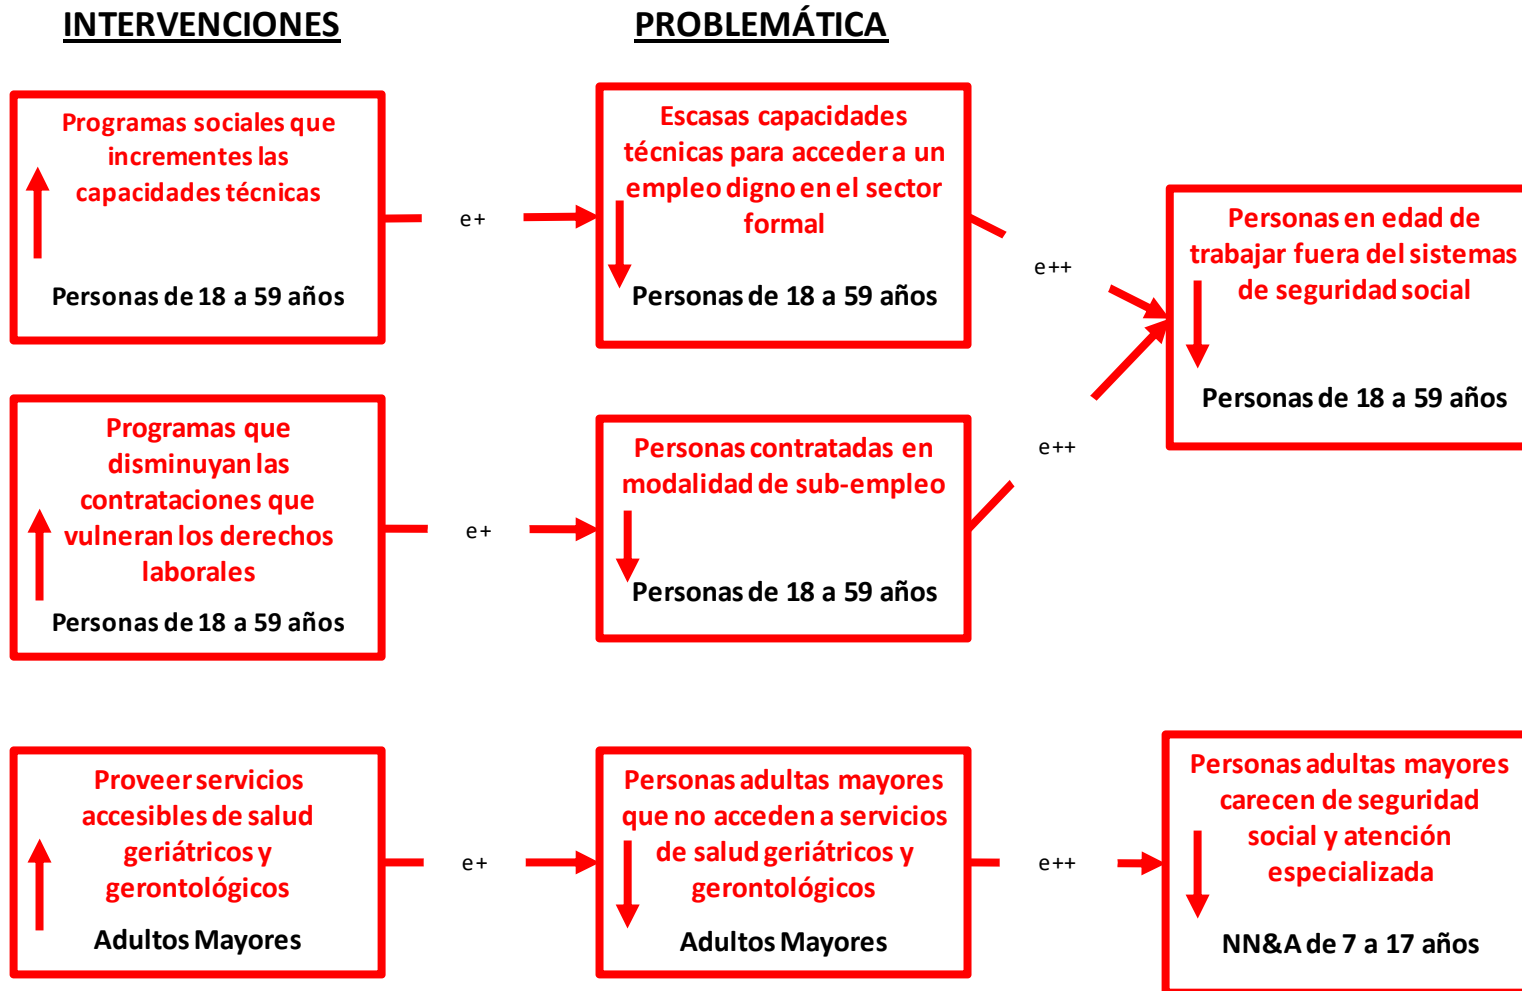 INTERVENCIONES
PROBLEMÁTICA
Programas sociales que
incrementes las
capacidades técnicas
Personas de 18 a 59 años
e+
Escasas capacidades
técnicas para acceder a un
empleo digno en el sector
formal
Personas de 18 a 59 años
e++
Personas en edad de
trabajar fuera del sistemas
de seguridad social
Personas de 18 a 59 años
Programas que
disminuyan las
contrataciones que
vulneran los derechos
laborales
Personas de 18 a 59 años
e+
Personas contratadas en
modalidad de sub-empleo
Personas de 18 a 59 años
e++
Proveer servicios
accesibles de salud
geriátricos y
gerontológicos
Adultos Mayores
e+
Personas adultas mayores
que no acceden a servicios
de salud geriátricos y
gerontológicos
Adultos Mayores
e++
Personas adultas mayores
carecen de seguridad
social y atención
especializada
NN&A de 7 a 17 años